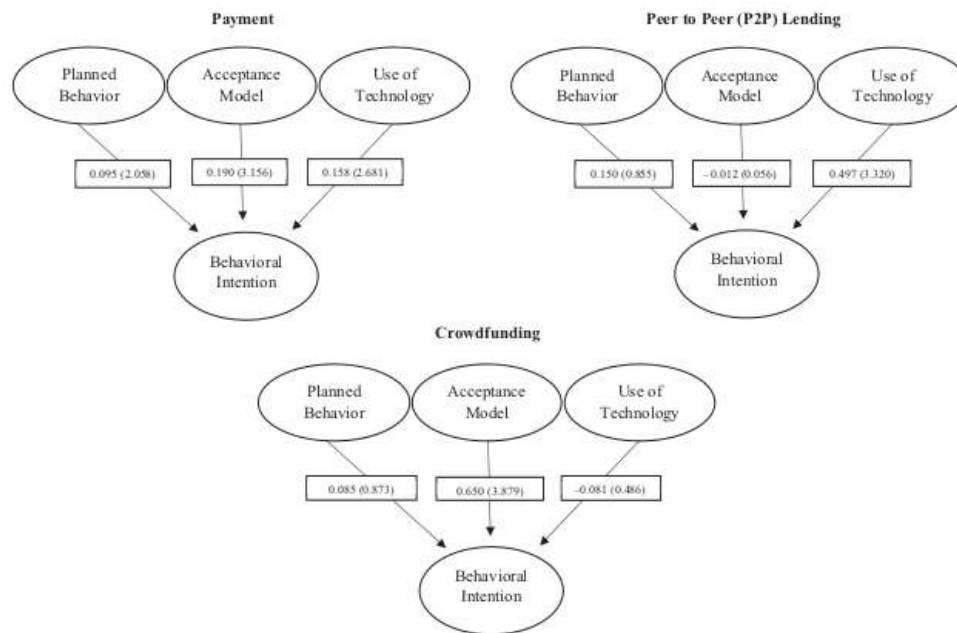 Payment
Planned
Behavior
Acceptance
Model
Use of
Technology
0.095 (2.058)
0.190 (3.156)
0.158 (2.681)
Behavioral
Intention
Peer to Peer (P2P) Lending
Planned
Behavior
Acceptance
Model
Use of
Technology
0.150 (0.855)
–0.012 (0.056)
0.497 (3.320)
Behavioral
Intention
Crowdfunding
Planned
Behavior
Acceptance
Model
Use of
Technology
0.085 (0.873)
0.650 (3.879)
–0.081 (0.486)
Behavioral
Intention